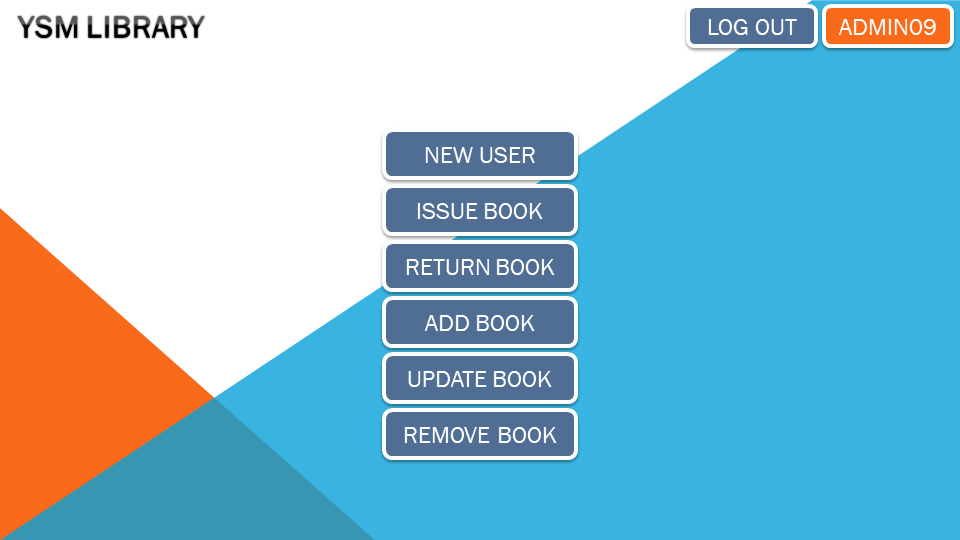 YSM LIBRARY
LOG OUT
ADMIN09
NEW USER
ISSUE BOOK
RETURN BOOK
ADD BOOK
UPDATE BOOK
REMOVE BOOK